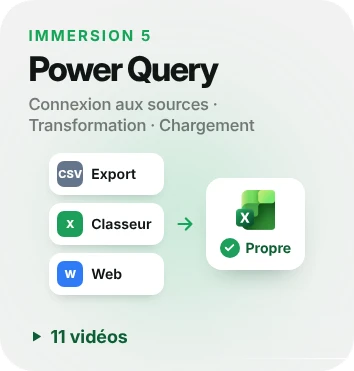 IMMERSION 5
Power Query
Connexion aux sources ·
Transformation · Chargement
CSV Export
X Classeur
W Web
X
Propre
11 vidéos